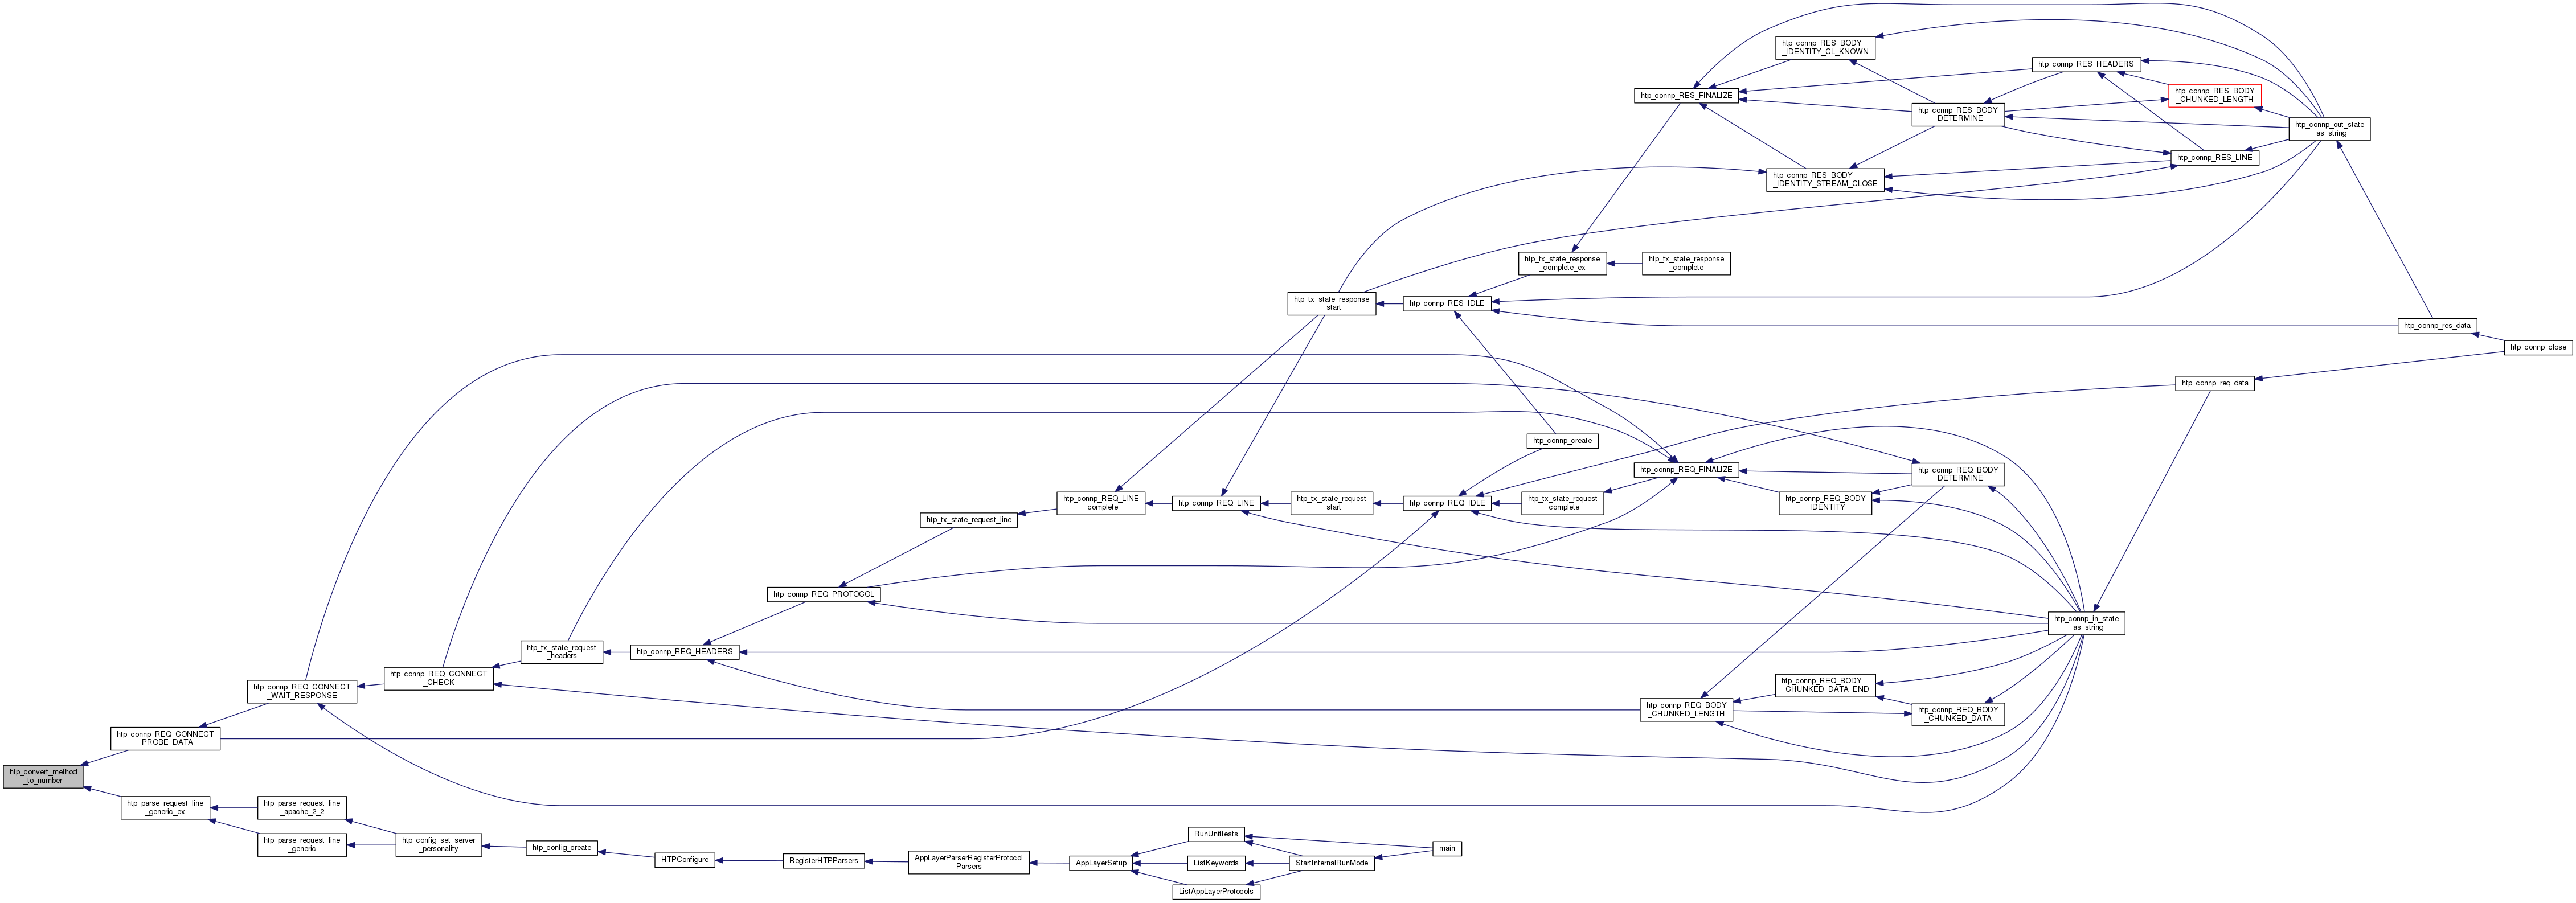 htp_connp_RES_BODY
_IDENTITY_CL_KNOWN
htp_connp_RES_HEADERS
htp_connp_RES_FINALIZE
htp_connp_RES_BODY
_CHUNKED_LENGTH
htp_connp_RES_BODY
_DETERMINE
htp_connp_out_state
_as_string
htp_connp_RES_LINE
htp_connp_RES_BODY
_IDENTITY_STREAM_CLOSE
htp_tx_state_response
_complete_ex
htp_tx_state_response
_complete
htp_tx_state_response
_start
htp_connp_RES_IDLE
htp_connp_res_data
htp_connp_close
htp_connp_req_data
htp_connp_create
htp_connp_REQ_FINALIZE
htp_connp_REQ_BODY
_DETERMINE
htp_connp_REQ_LINE
_complete
htp_connp_REQ_LINE
htp_tx_state_request
_start
htp_connp_REQ_IDLE
htp_tx_state_request
_complete
htp_connp_REQ_BODY
_IDENTITY
htp_tx_state_request_line
htp_connp_REQ_PROTOCOL
htp_connp_in_state
_as_string
htp_tx_state_request
_headers
htp_connp_REQ_HEADERS
htp_connp_REQ_CONNECT
_CHECK
htp_connp_REQ_CONNECT
_WAIT_RESPONSE
htp_connp_REQ_BODY
_CHUNKED_DATA_END
htp_connp_REQ_BODY
_CHUNKED_LENGTH
htp_connp_REQ_BODY
_CHUNKED_DATA
htp_connp_REQ_CONNECT
_PROBE_DATA
htp_convert_method
_to_number
htp_parse_request_line
_generic_ex
htp_parse_request_line
_apache_2_2
htp_parse_request_line
_generic
htp_config_set_server
_personality
htp_config_create
HTPConfigure
RegisterHTPParsers
AppLayerParserRegisterProtocol
Parsers
AppLayerSetup
RunUnittests
ListKeywords
ListAppLayerProtocols
StartInternalRunMode
main